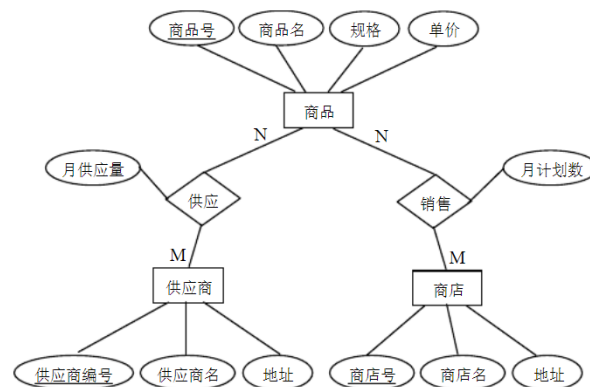 商品号 商品名 规格 单价
商品
N N
月供应量 月计划数
供应 销售
M M
供应商 商店
供应商编号 供应商名 地址 商店号 商店名 地址